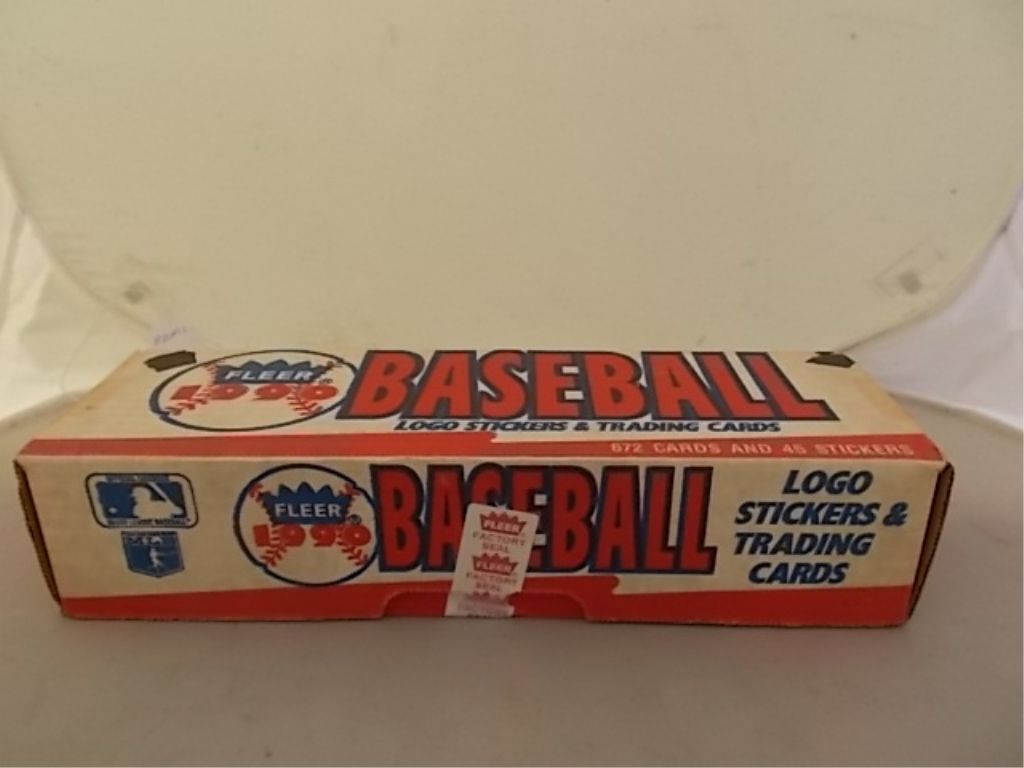 FLEER
1990
BASEBALL
LOGO STICKERS & TRADING CARDS
672 CARDS AND 45 STICKERS
FLEER
1990
BASEBALL
LOGO
STICKERS &
TRADING
CARDS
FLEER
FACTORY
SEAL
FLEER
FACTORY
SEAL